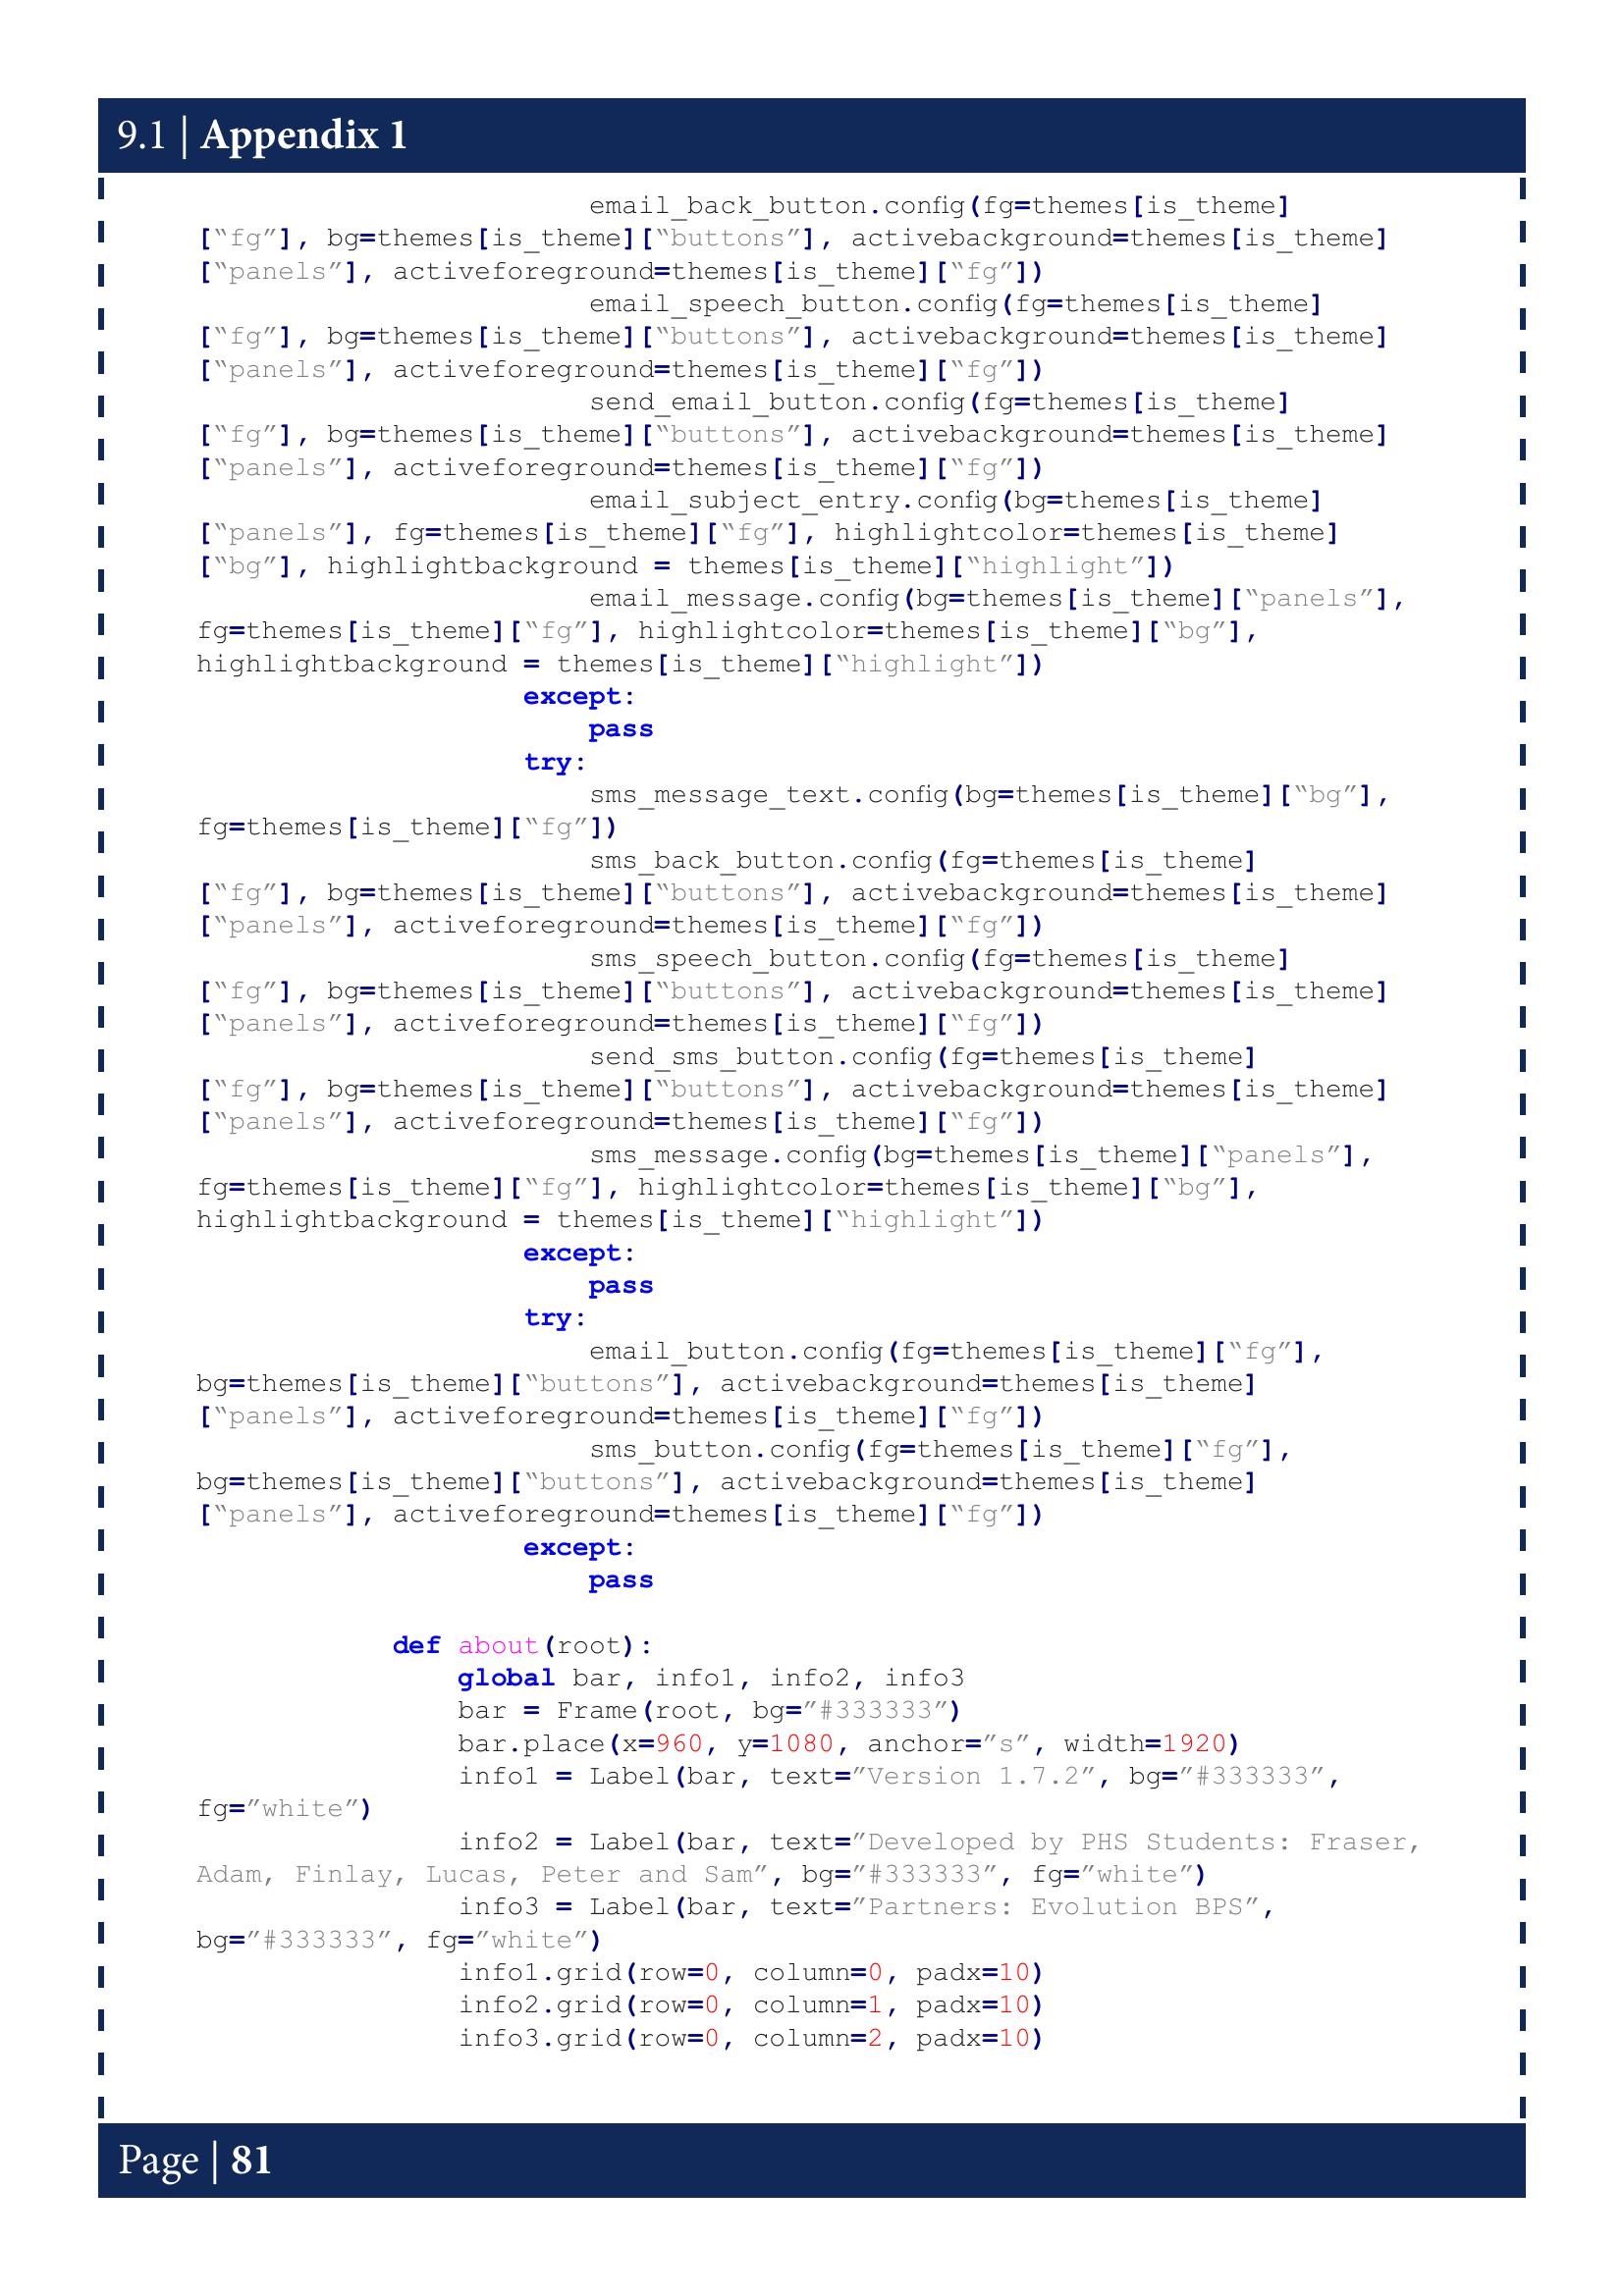 9.1 | Appendix 1
email_back_button.config(fg=themes[is_theme]
[“fg”], bg=themes[is_theme][“buttons”], activebackground=themes[is_theme]
[“panels”], activeforeground=themes[is_theme][“fg”])
email_speech_button.config(fg=themes[is_theme]
[“fg”], bg=themes[is_theme][“buttons”], activebackground=themes[is_theme]
[“panels”], activeforeground=themes[is_theme][“fg”])
send_email_button.config(fg=themes[is_theme]
[“fg”], bg=themes[is_theme][“buttons”], activebackground=themes[is_theme]
[“panels”], activeforeground=themes[is_theme][“fg”])
email_subject_entry.config(bg=themes[is_theme]
[“panels”], fg=themes[is_theme][“fg”], highlightcolor=themes[is_theme]
[“bg”], highlightbackground = themes[is_theme][“highlight”])
email_message.config(bg=themes[is_theme][“panels”],
fg=themes[is_theme][“fg”], highlightcolor=themes[is_theme][“bg”],
highlightbackground = themes[is_theme][“highlight”])
except:
pass
try:
sms_message_text.config(bg=themes[is_theme][“bg”],
fg=themes[is_theme][“fg”])
sms_back_button.config(fg=themes[is_theme]
[“fg”], bg=themes[is_theme][“buttons”], activebackground=themes[is_theme]
[“panels”], activeforeground=themes[is_theme][“fg”])
sms_speech_button.config(fg=themes[is_theme]
[“fg”], bg=themes[is_theme][“buttons”], activebackground=themes[is_theme]
[“panels”], activeforeground=themes[is_theme][“fg”])
send_sms_button.config(fg=themes[is_theme]
[“fg”], bg=themes[is_theme][“buttons”], activebackground=themes[is_theme]
[“panels”], activeforeground=themes[is_theme][“fg”])
sms_message.config(bg=themes[is_theme][“panels”],
fg=themes[is_theme][“fg”], highlightcolor=themes[is_theme][“bg”],
highlightbackground = themes[is_theme][“highlight”])
except:
pass
try:
email_button.config(fg=themes[is_theme][“fg”],
bg=themes[is_theme][“buttons”], activebackground=themes[is_theme]
[“panels”], activeforeground=themes[is_theme][“fg”])
sms_button.config(fg=themes[is_theme][“fg”],
bg=themes[is_theme][“buttons”], activebackground=themes[is_theme]
[“panels”], activeforeground=themes[is_theme][“fg”])
except:
pass
def about(root):
global bar, info1, info2, info3
bar = Frame(root, bg=”#333333”)
bar.place(x=960, y=1080, anchor=”s”, width=1920)
info1 = Label(bar, text=”Version 1.7.2”, bg=”#333333”,
fg=”white”)
info2 = Label(bar, text=”Developed by PHS Students: Fraser,
Adam, Finlay, Lucas, Peter and Sam”, bg=”#333333”, fg=”white”)
info3 = Label(bar, text=”Partners: Evolution BPS”,
bg=”#333333”, fg=”white”)
info1.grid(row=0, column=0, padx=10)
info2.grid(row=0, column=1, padx=10)
info3.grid(row=0, column=2, padx=10)
Page | 81